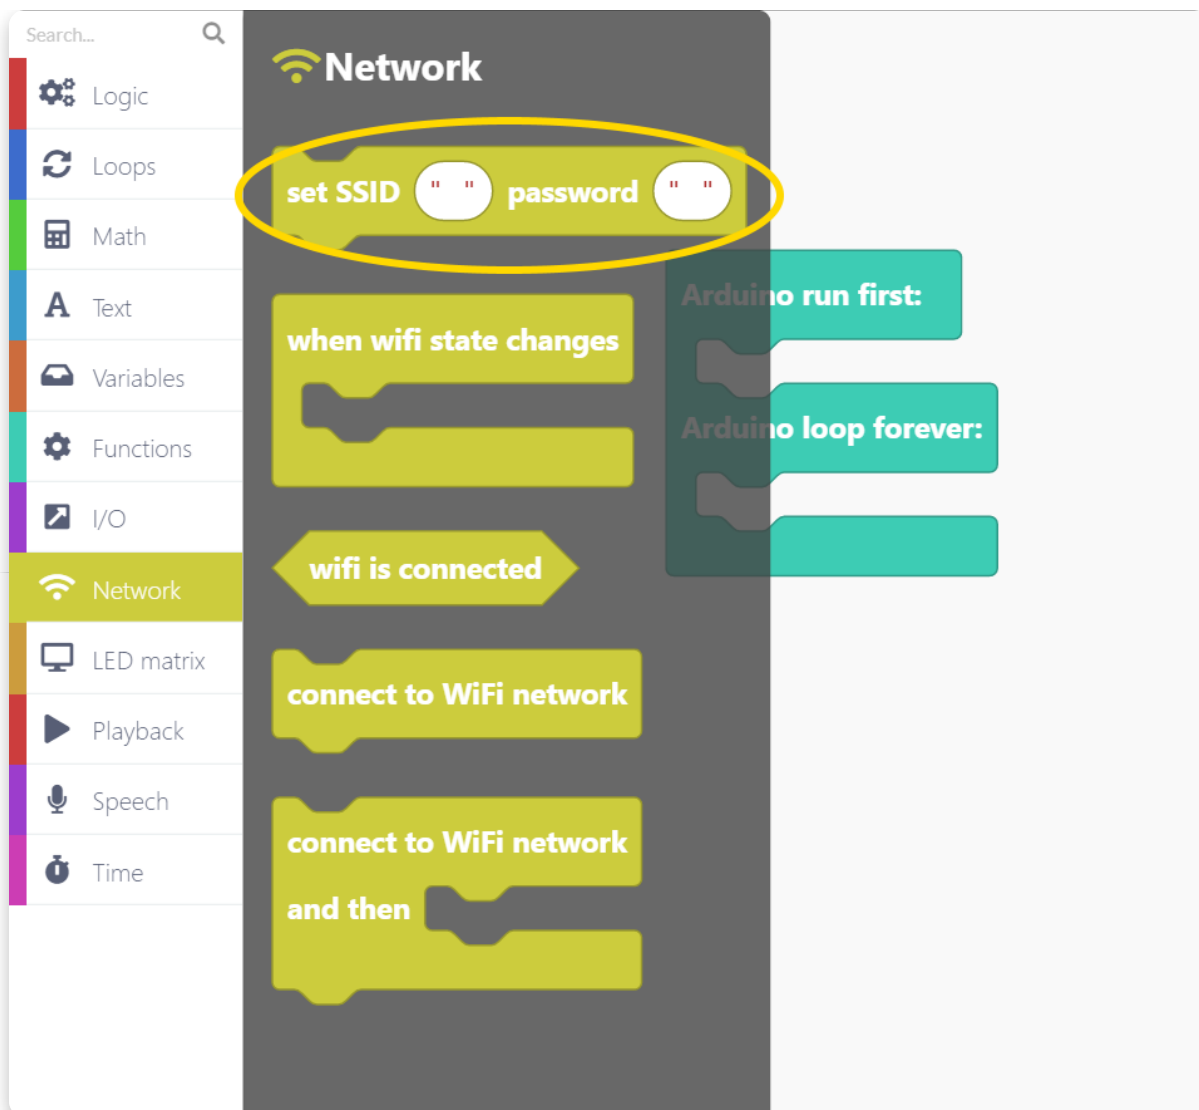 Search...
Logic
Loops
Math
Text
Variables
Functions
I/O
Network
LED matrix
Playback
Speech
Time
Network
set SSID " " password " "
when wifi state changes
wifi is connected
connect to WiFi network
connect to WiFi network
and then
Arduino run first:
Arduino loop forever: